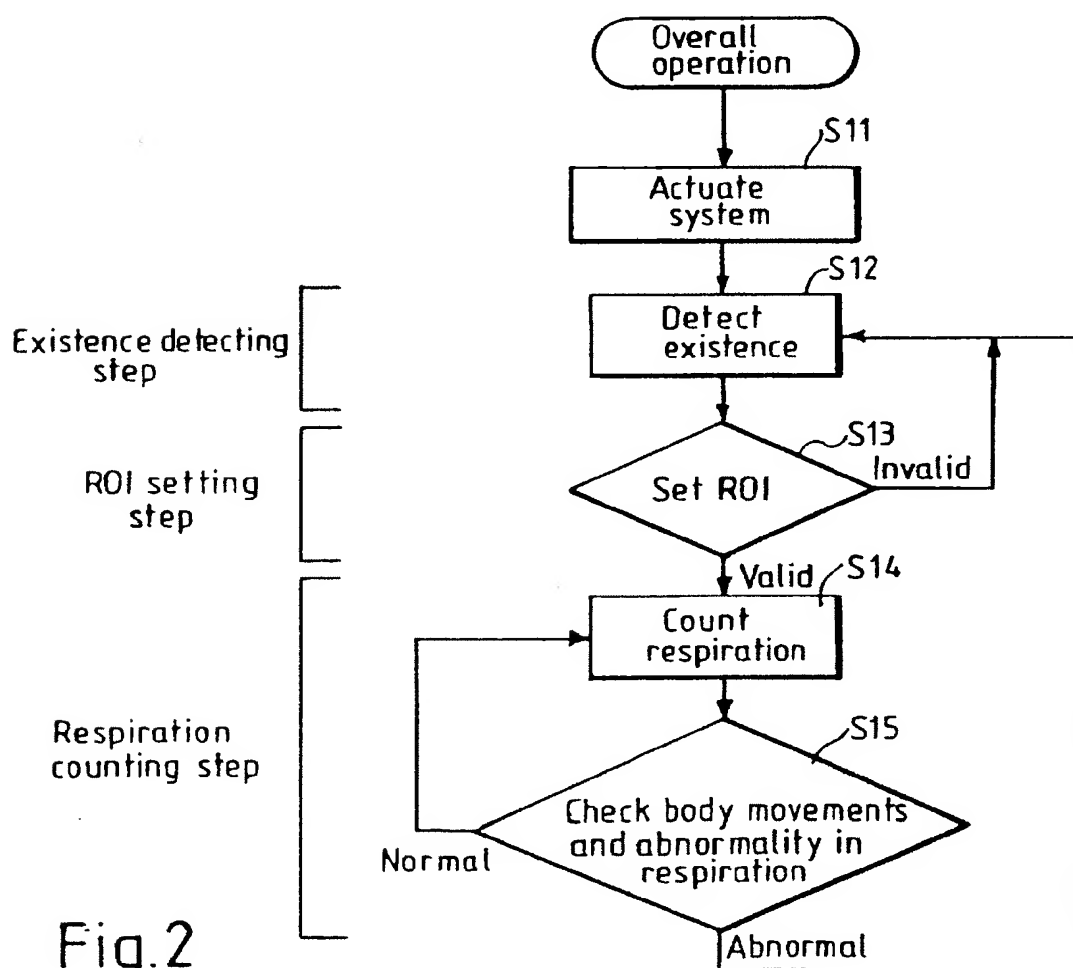 Overall
operation
S11
Actuate
system
S12
Detect
existence
Existence detecting
step
S13
Invalid
Set ROI
ROI setting
step
Valid
S14
Count
respiration
Respiration
counting step
S15
Check body movements
and abnormality in
respiration
Normal
Abnormal
Fig.2